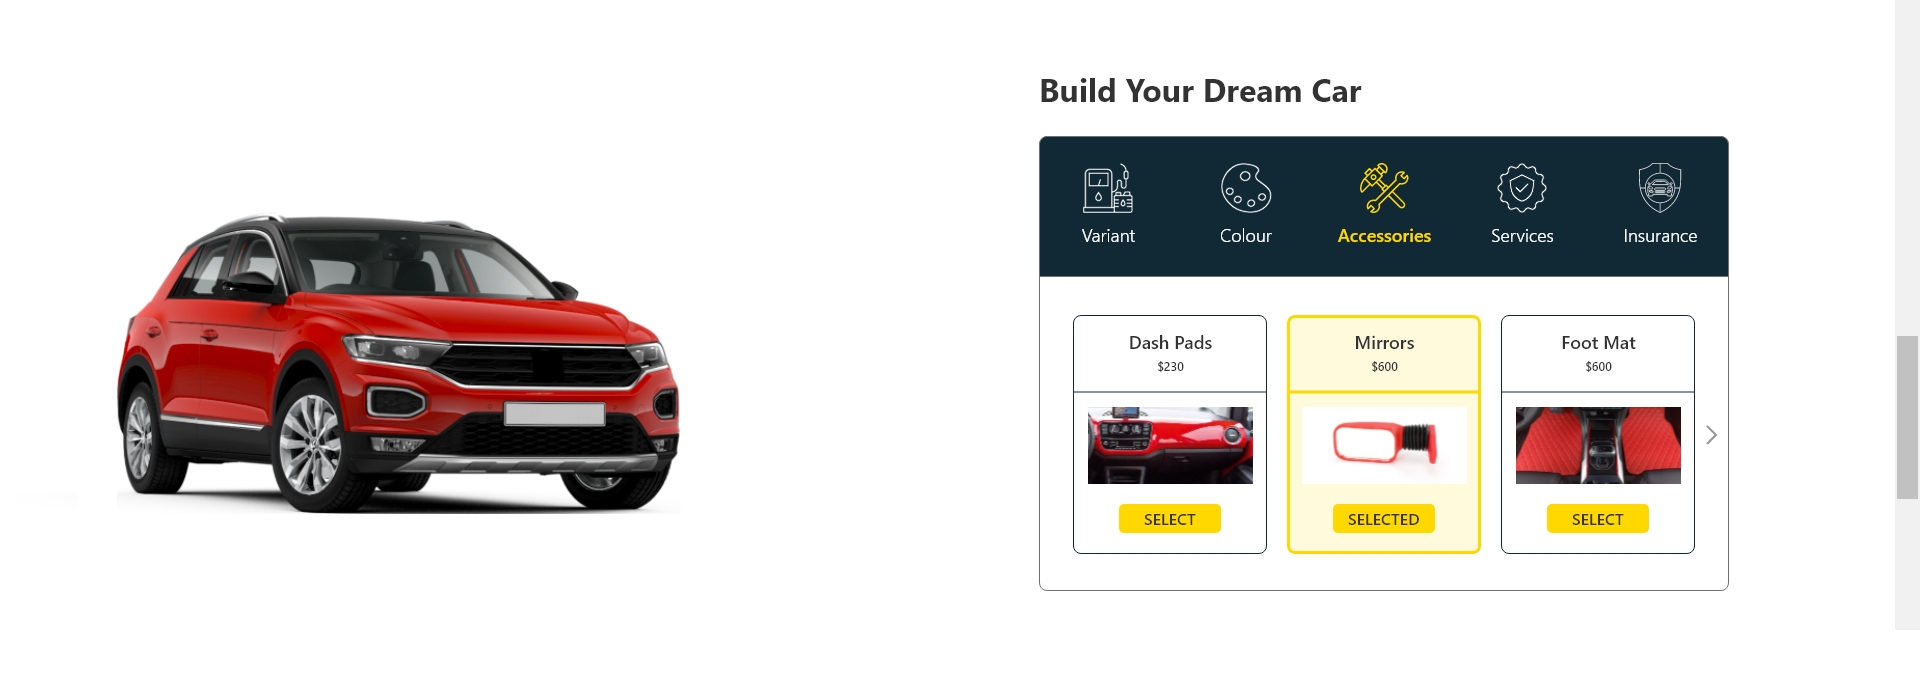 Build Your Dream Car
Variant
Colour
Accessories
Services
Insurance
Dash Pads
$230
SELECT
Mirrors
$600
SELECTED
Foot Mat
$600
SELECT